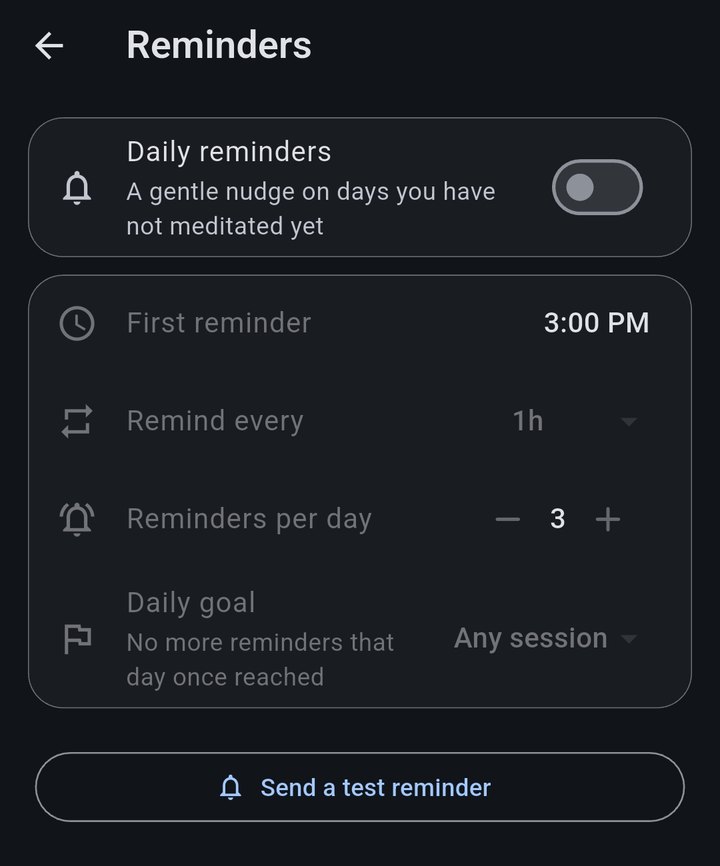 Reminders
Daily reminders
A gentle nudge on days you have
not meditated yet
First reminder 3:00 PM
Remind every 1h
Reminders per day 3
Daily goal
No more reminders that
day once reached
Any session
Send a test reminder